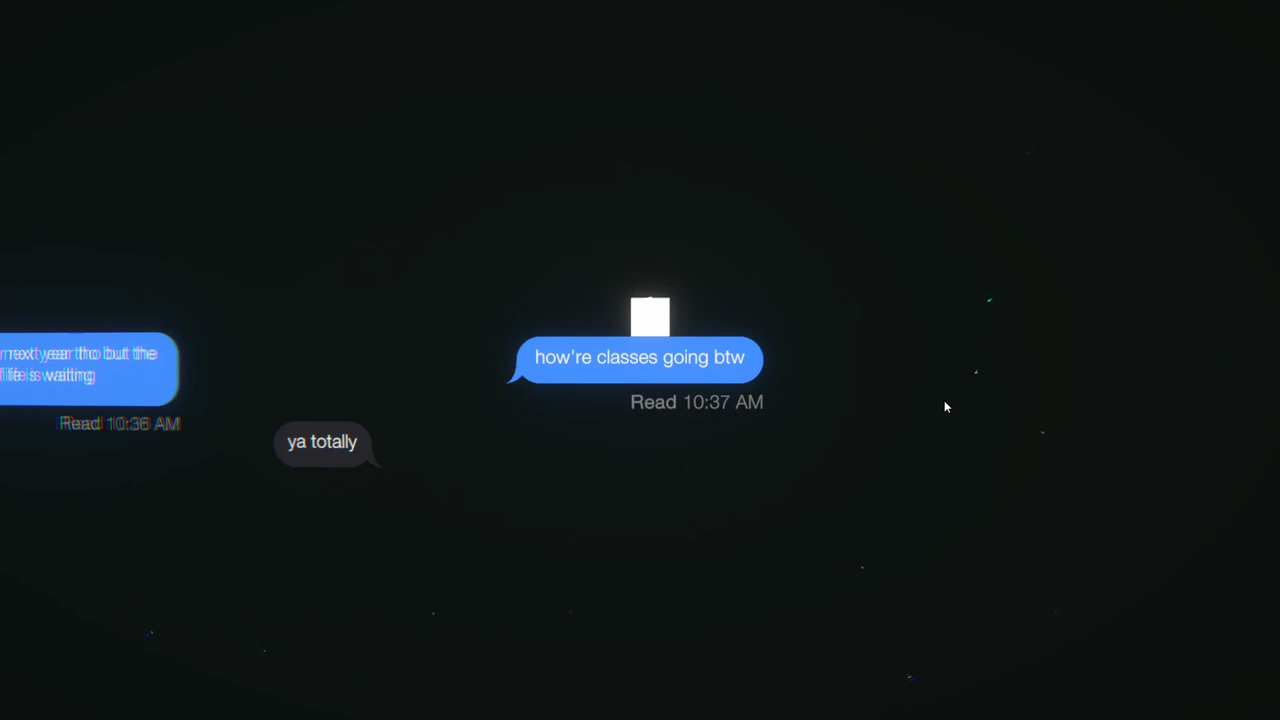 next year tho but the
life is waiting
Read 10:36 AM
ya totally
how're classes going btw
Read 10:37 AM